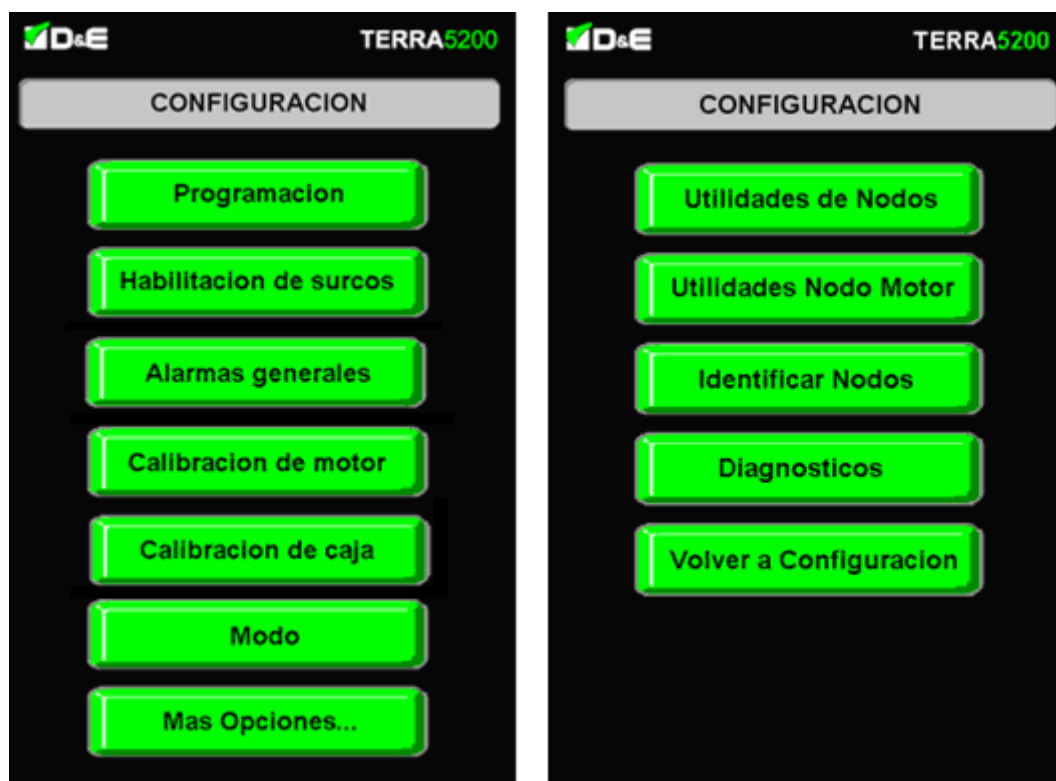 D&E TERRA5200
CONFIGURACION
Programacion
Habilitacion de surcos
Alarmas generales
Calibracion de motor
Calibracion de caja
Modo
Mas Opciones...
D&E TERRA5200
CONFIGURACION
Utilidades de Nodos
Utilidades Nodo Motor
Identificar Nodos
Diagnosticos
Volver a Configuracion